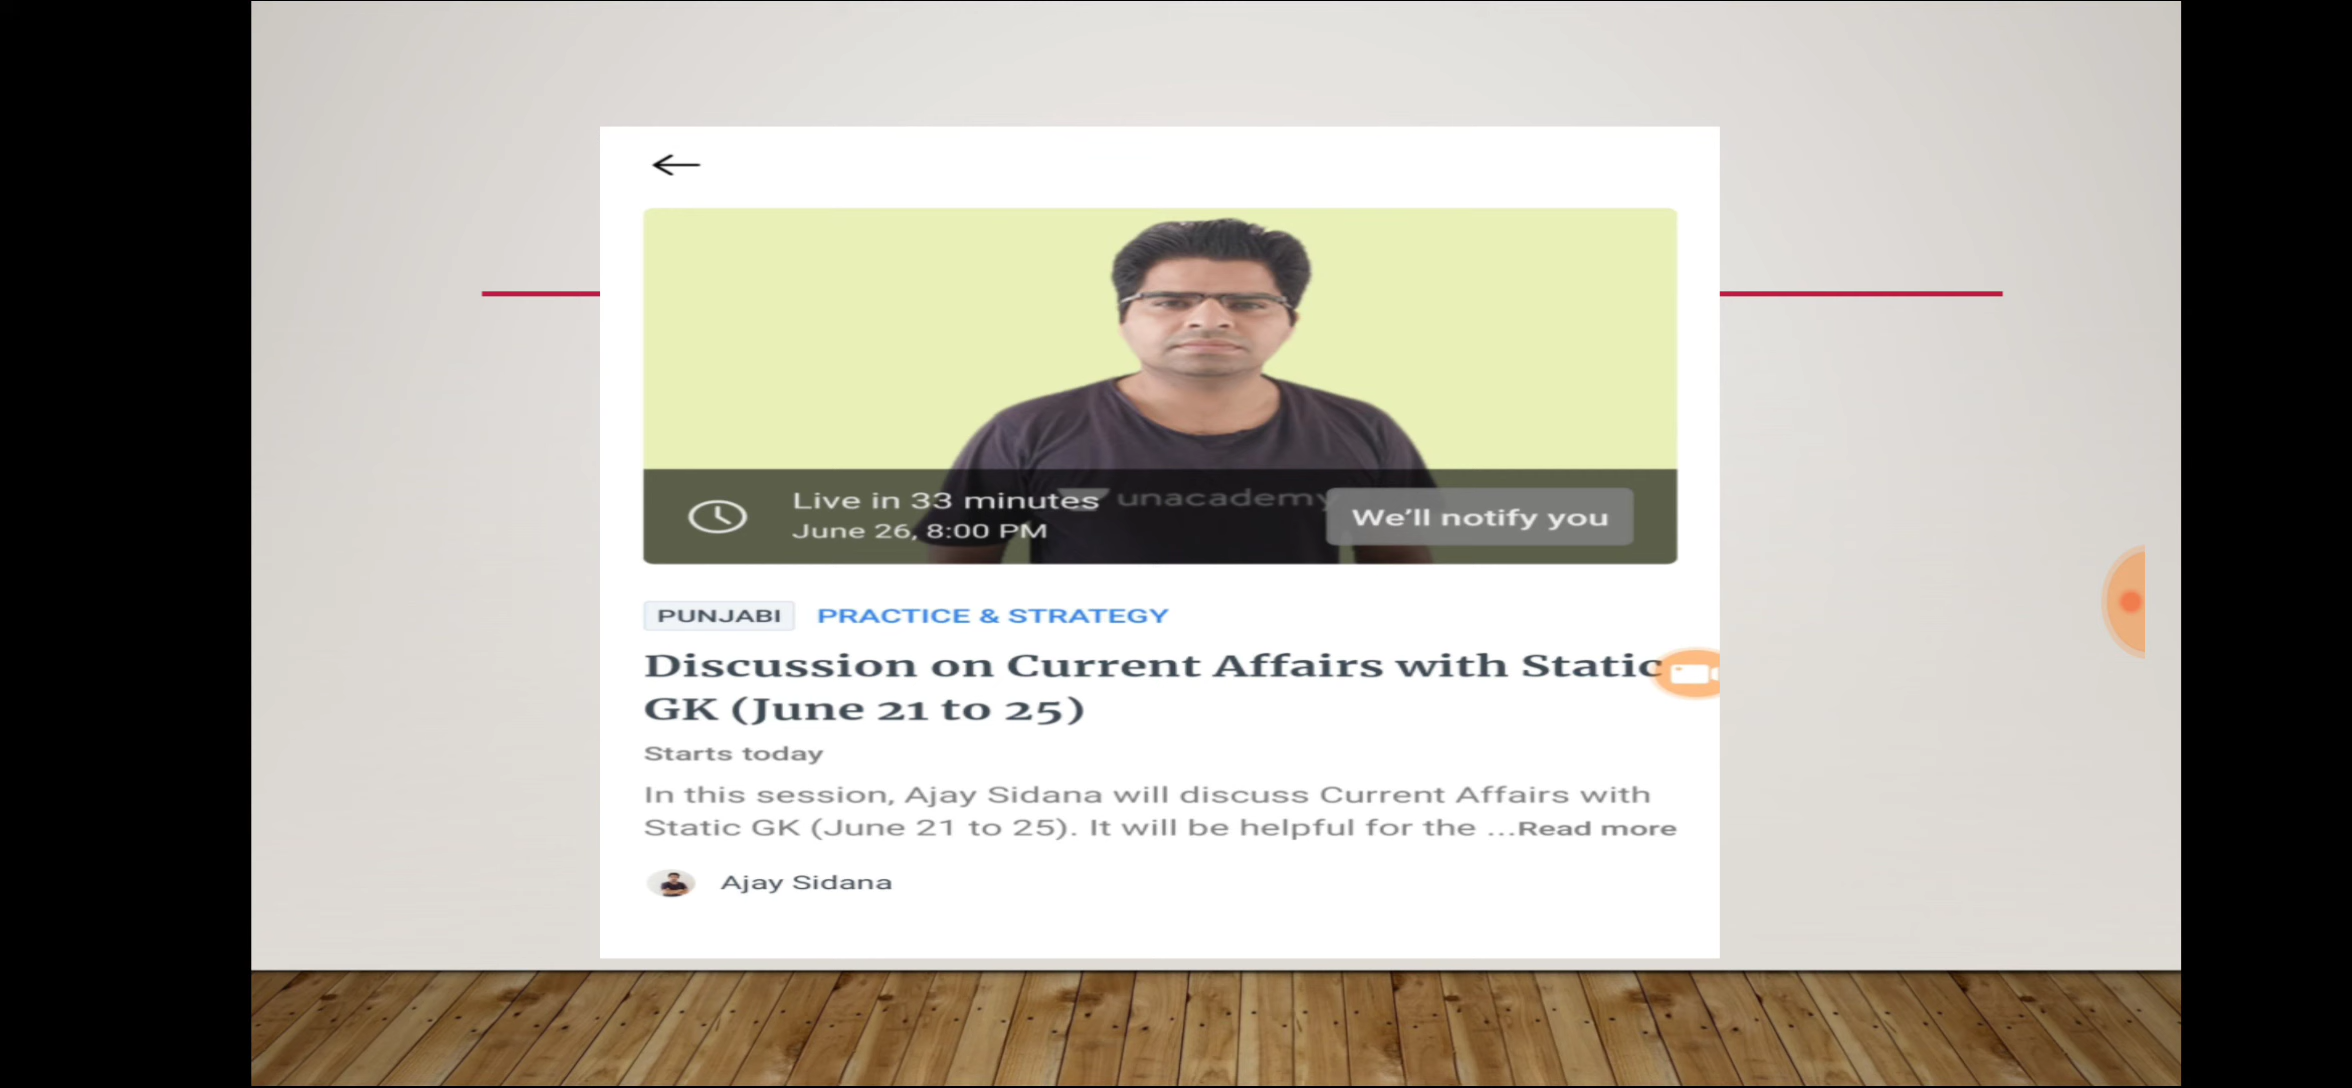 Live in 33 minutes
unacademy
June 26, 8:00 PM
We'll notify you
PUNJABI PRACTICE & STRATEGY
Discussion on Current Affairs with Static
GK (June 21 to 25)
Starts today
In this session, Ajay Sidana will discuss Current Affairs with
Static GK (June 21 to 25). It will be helpful for the ...Read more
Ajay Sidana